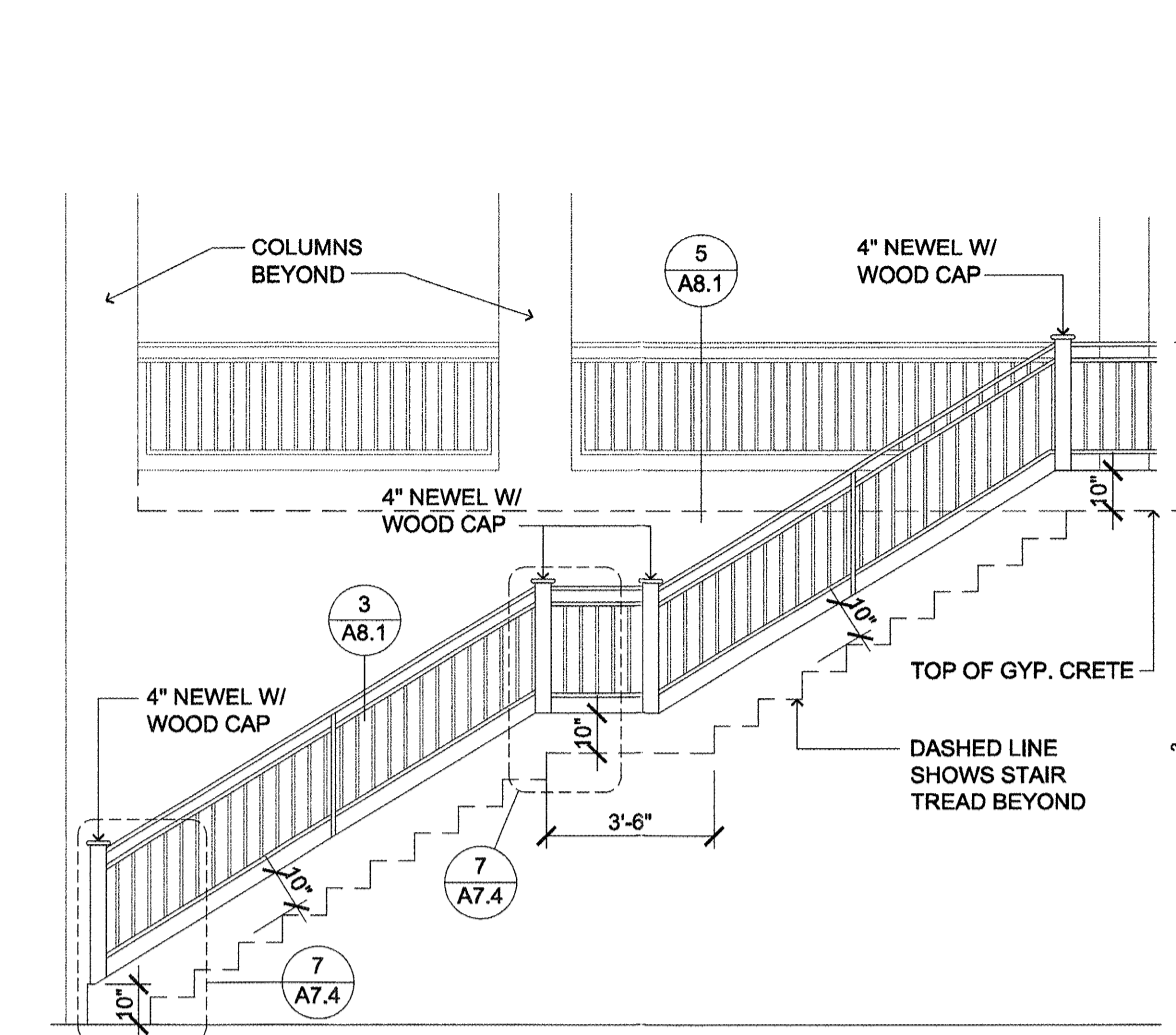 COLUMNS
BEYOND
5
A8.1
4" NEWEL W/
WOOD CAP
10"
4" NEWEL W/
WOOD CAP
3
A8.1
10"
TOP OF GYP. CRETE
4" NEWEL W/
WOOD CAP
10"
DASHED LINE
SHOWS STAIR
TREAD BEYOND
3'-6"
7
A7.4
10"
7
A7.4
10"